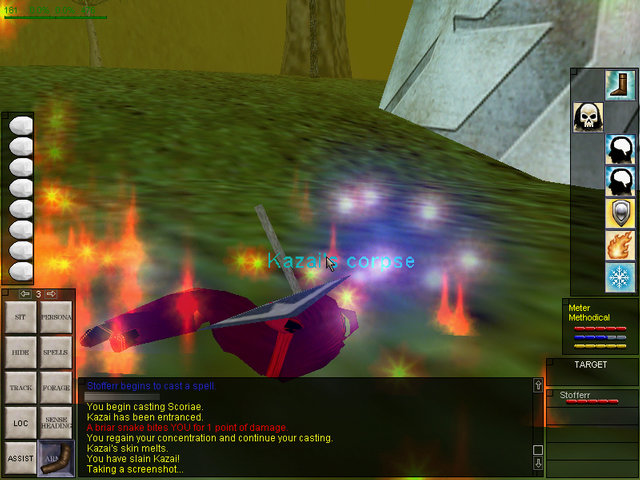 Kazai's corpse
3
SIT
PERSONA
HIDE
SPELLS
TRACK
FORAGE
LOC
SENSE
HEADING
ASSIST
Stofferr begins to cast a spell.
You begin casting Scoriae.
Kazai has been entranced.
A briar snake bites YOU for 1 point of damage.
You regain your concentration and continue your casting.
Kazai's skin melts.
You have slain Kazai!
Taking a screenshot...
Meter
Methodical
TARGET
Stofferr